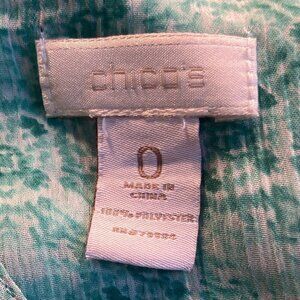 chico's
0
MADE IN
CHINA
100% POLYESTER